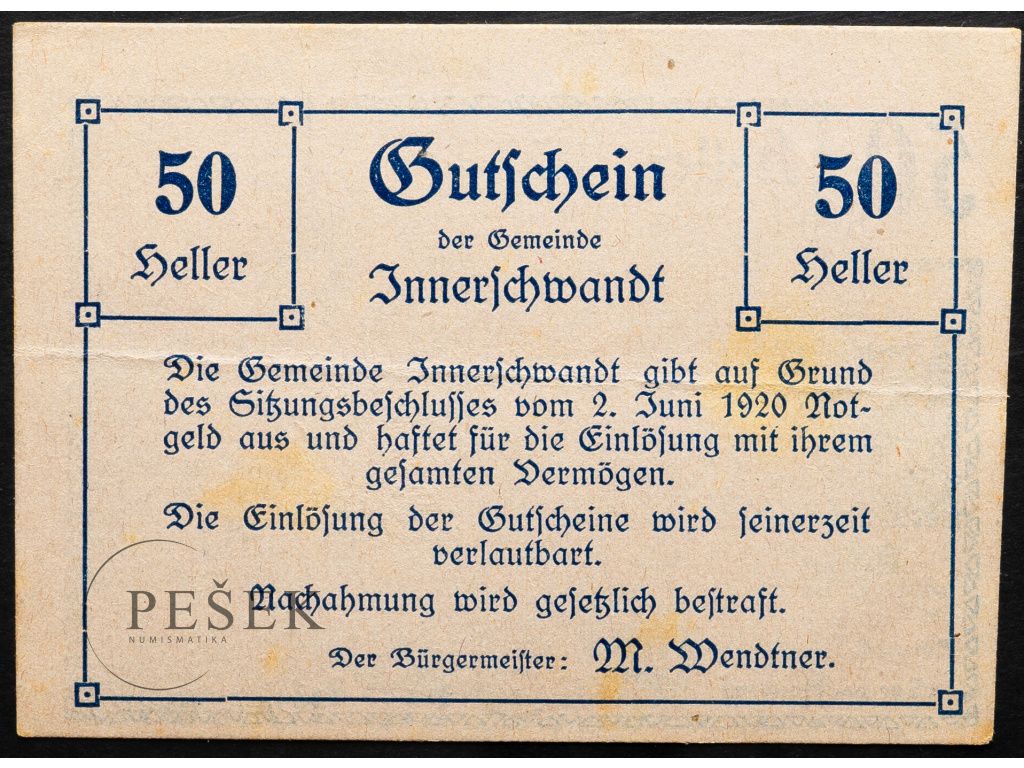 50
Heller
Gutschein
der Gemeinde
Innerschwandt
50
Heller
Die Gemeinde Innerschwandt gibt auf Grund
des Sitzungsbeschlusses vom 2. Juni 1920 Not-
geld aus und haftet für die Einlösung mit ihrem
gesamten Vermögen.
Die Einlösung der Gutscheine wird seinerzeit
verlautbart.
Nachahmung wird gesetzlich bestraft.
Der Bürgermeister: M. Wendtner.
PEŠEK
NUMISMATIKA